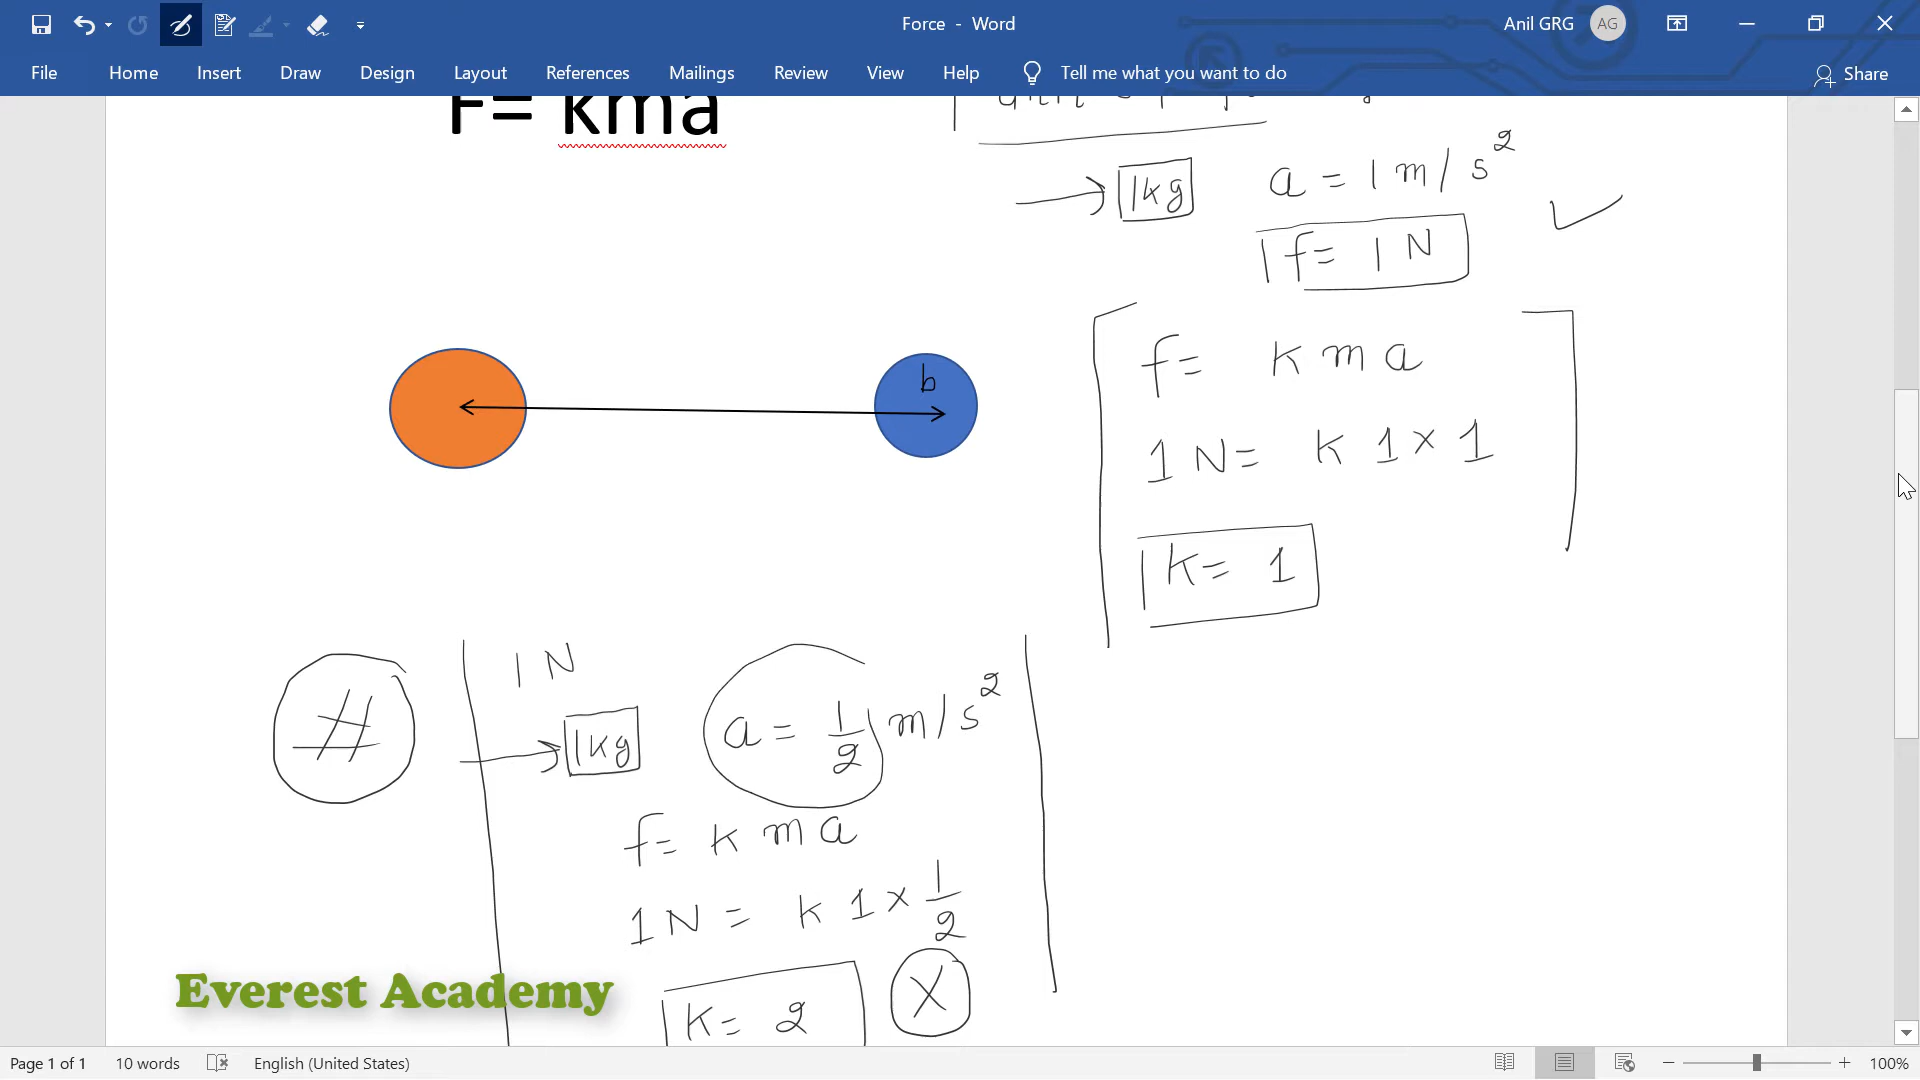 Force - Word
Anil GRG AG
File Home Insert Draw Design Layout References Mailings Review View Help Tell me what you want to do Share
F= kma
1kg
a = 1 m/s²
f = 1 N
b
f = k m a
1 N = k 1 × 1
k = 1
#
1 N
1kg
a = 1/2 m/s²
f = k m a
1 N = k 1 × 1/2
k = 2 X
Everest Academy
Page 1 of 1 10 words English (United States) 100%